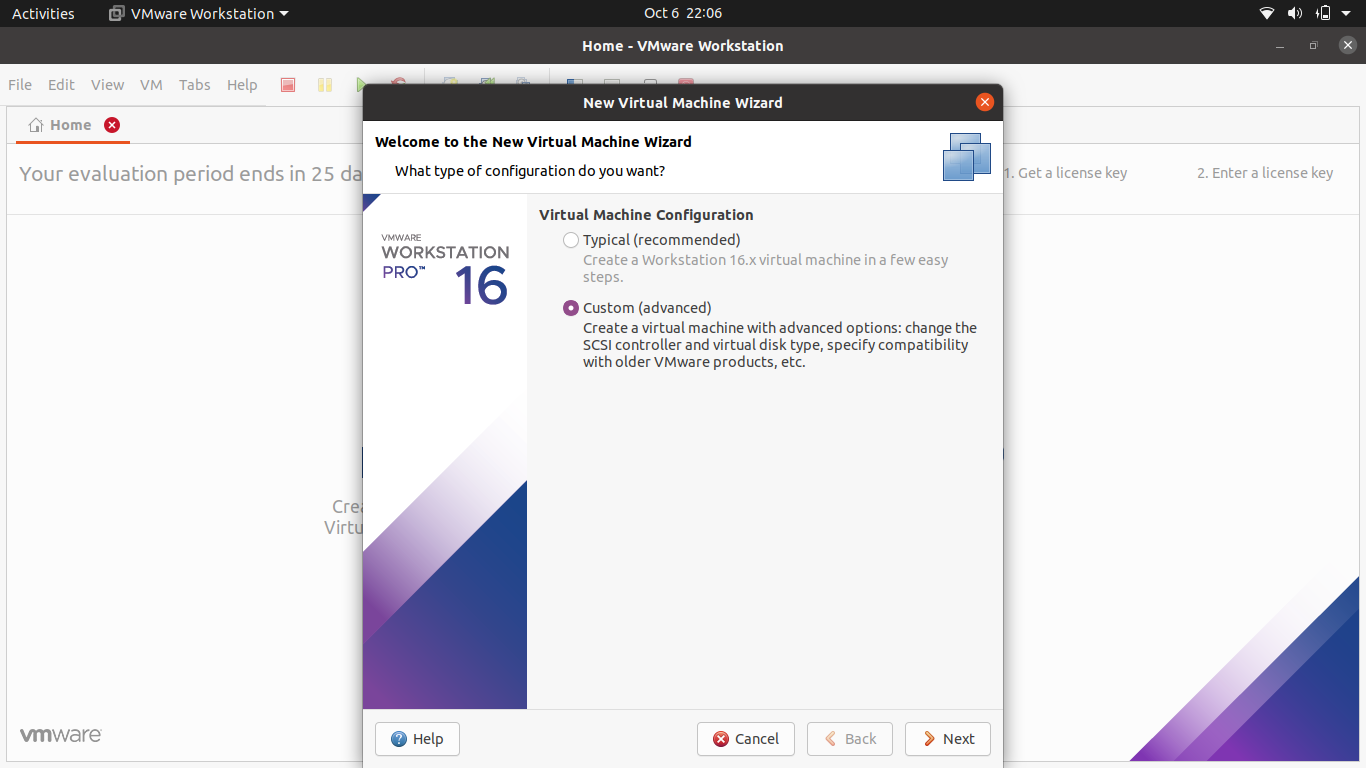 Activities VMware Workstation Oct 6 22:06
Home - VMware Workstation
File Edit View VM Tabs Help
New Virtual Machine Wizard
Home
Welcome to the New Virtual Machine Wizard
What type of configuration do you want?
Your evaluation period ends in 25
1. Get a license key 2. Enter a license key
VMWARE
WORKSTATION
PRO™ 16
Virtual Machine Configuration
Typical (recommended)
Create a Workstation 16.x virtual machine in a few easy
steps.
Custom (advanced)
Create a virtual machine with advanced options: change the
SCSI controller and virtual disk type, specify compatibility
with older VMware products, etc.
vmware
Help Cancel Back Next